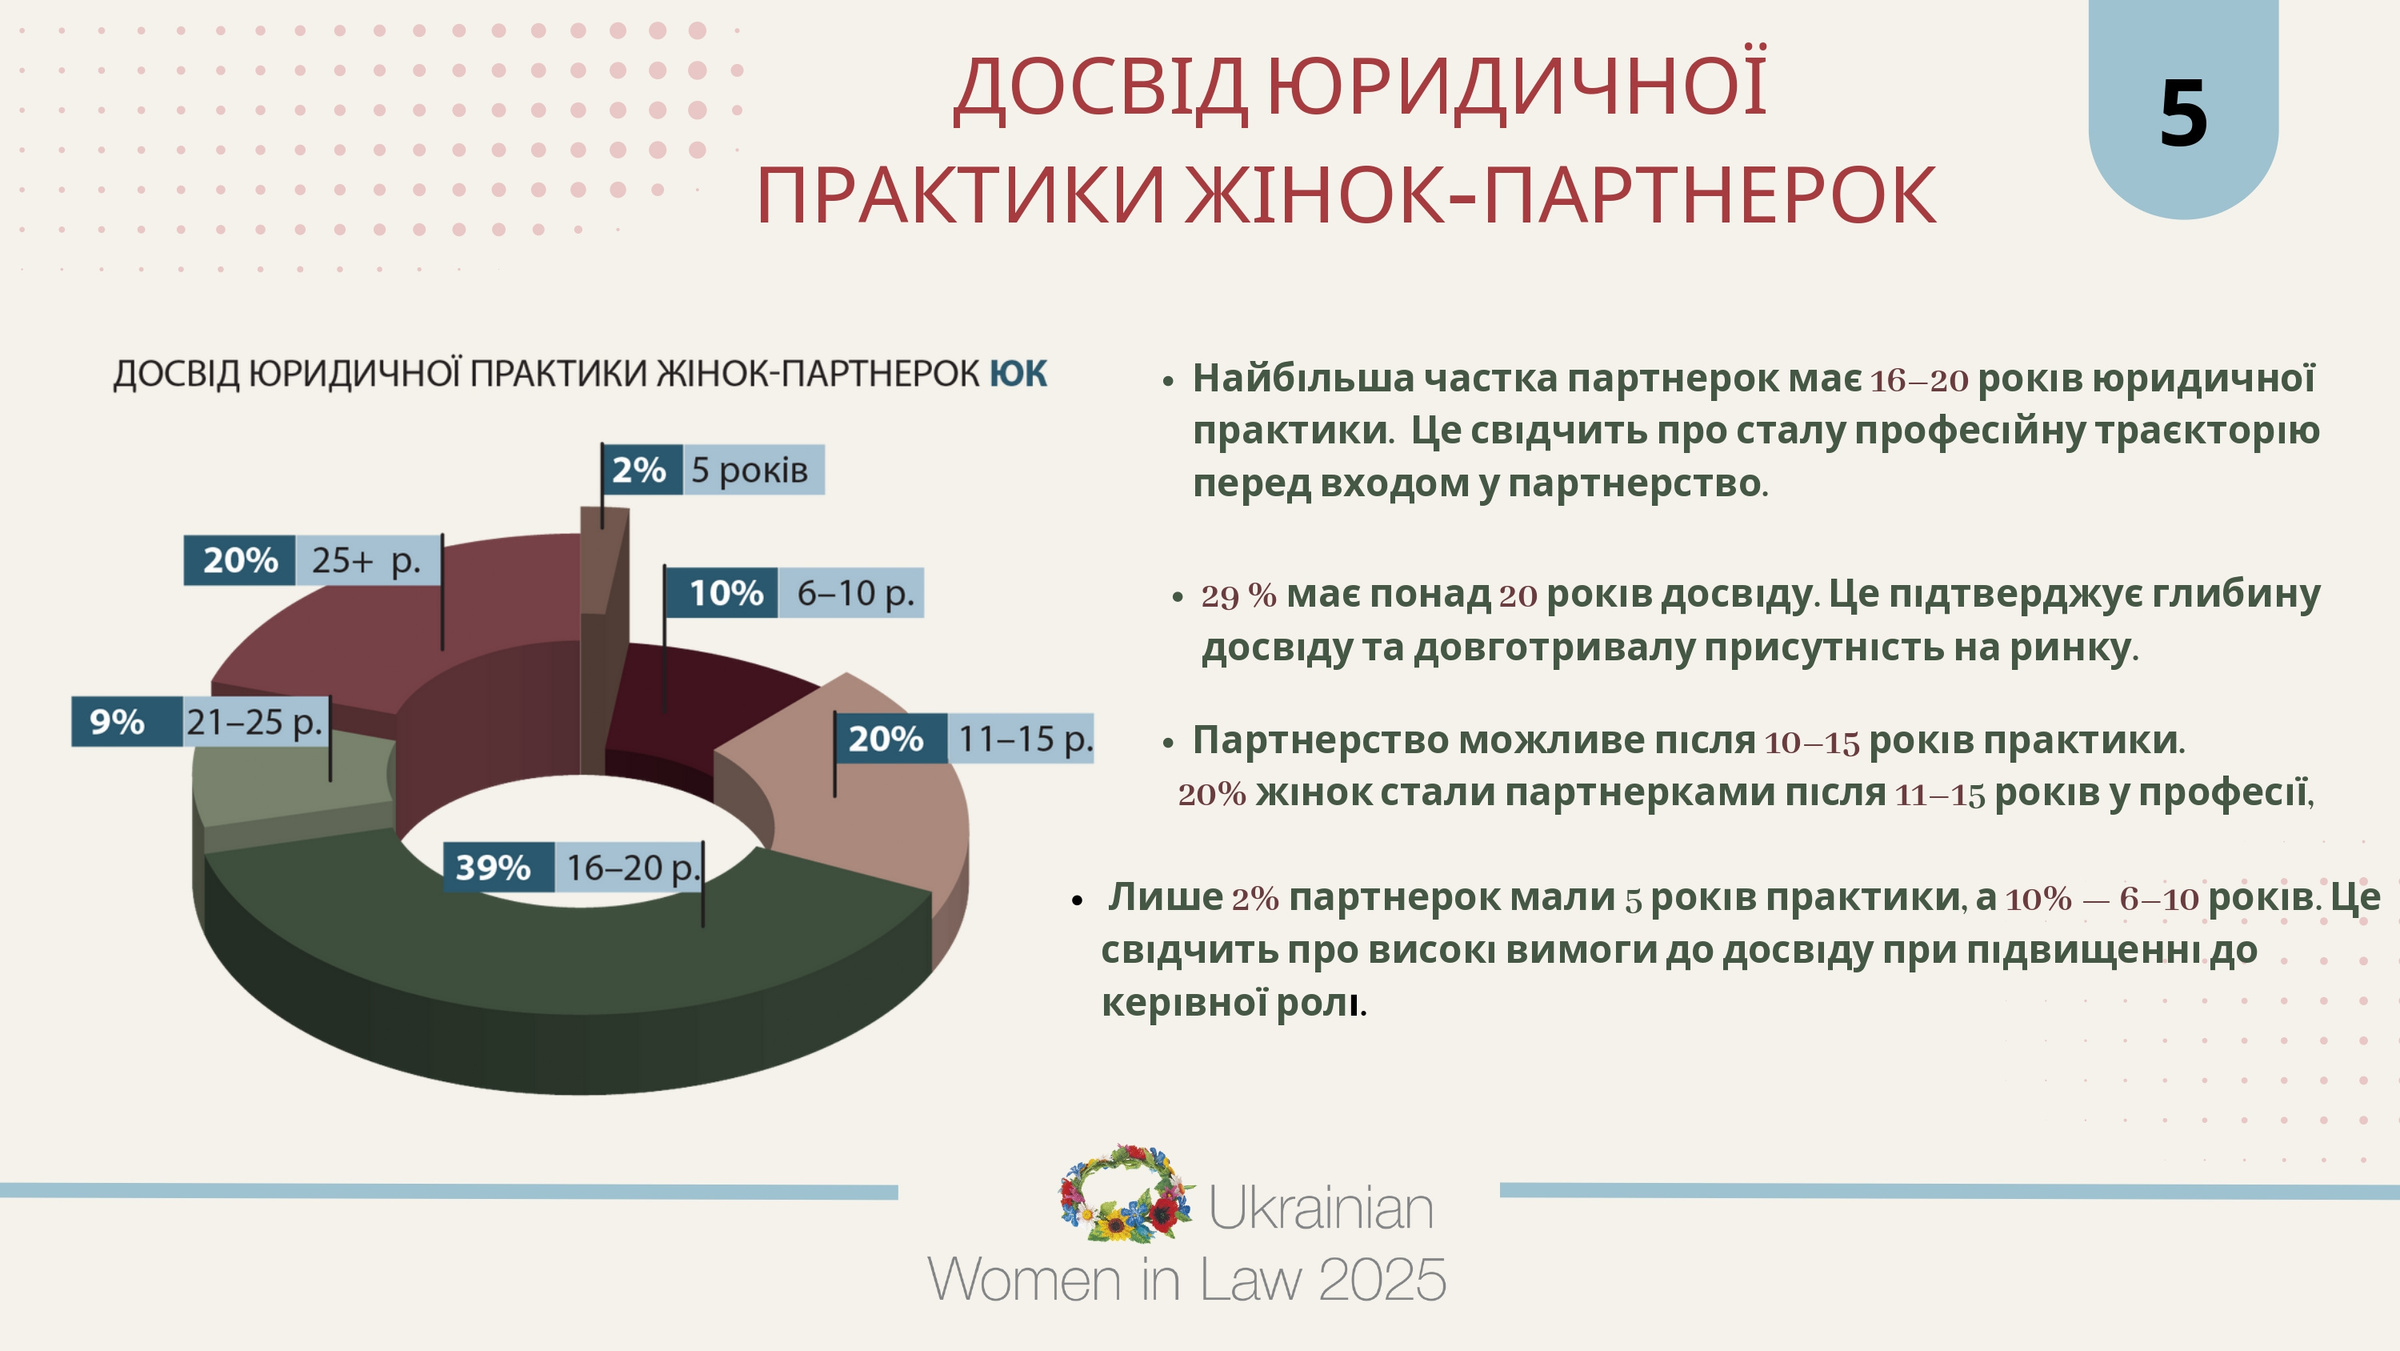 ДОСВІД ЮРИДИЧНОЇ
ПРАКТИКИ ЖІНОК-ПАРТНЕРОК
5
ДОСВІД ЮРИДИЧНОЇ ПРАКТИКИ ЖІНОК-ПАРТНЕРОК ЮК
2% 5 років
20% 25+ р.
10% 6–10 р.
9% 21–25 р.
20% 11–15 р.
39% 16–20 р.
• Найбільша частка партнерок має 16–20 років юридичної
практики. Це свідчить про сталу професійну траєкторію
перед входом у партнерство.
• 29 % має понад 20 років досвіду. Це підтверджує глибину
досвіду та довготривалу присутність на ринку.
• Партнерство можливе після 10–15 років практики.
20% жінок стали партнерками після 11–15 років у професії,
• Лише 2% партнерок мали 5 років практики, а 10% — 6–10 років. Це
свідчить про високі вимоги до досвіду при підвищенні до
керівної ролі.
Ukrainian
Women in Law 2025